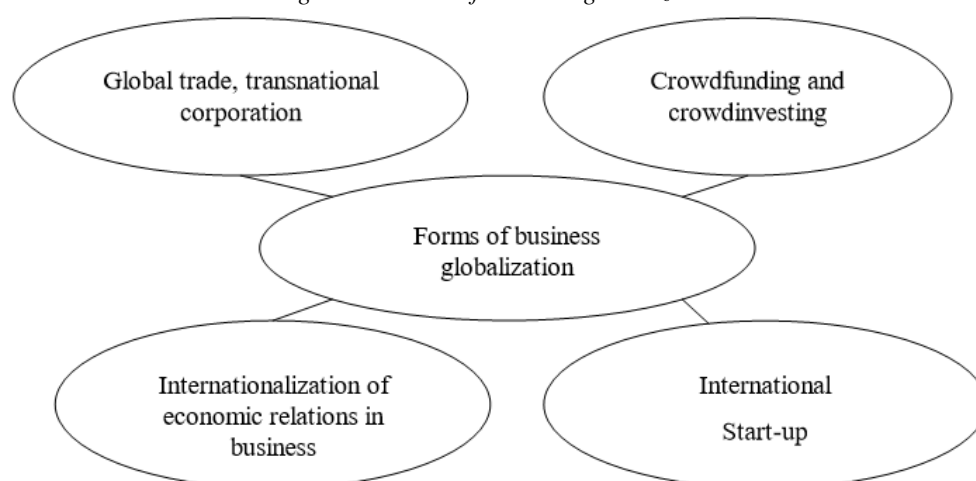 Global trade, transnational
corporation
Crowdfunding and
crowdinvesting
Forms of business
globalization
Internationalization of
economic relations in
business
International
Start-up